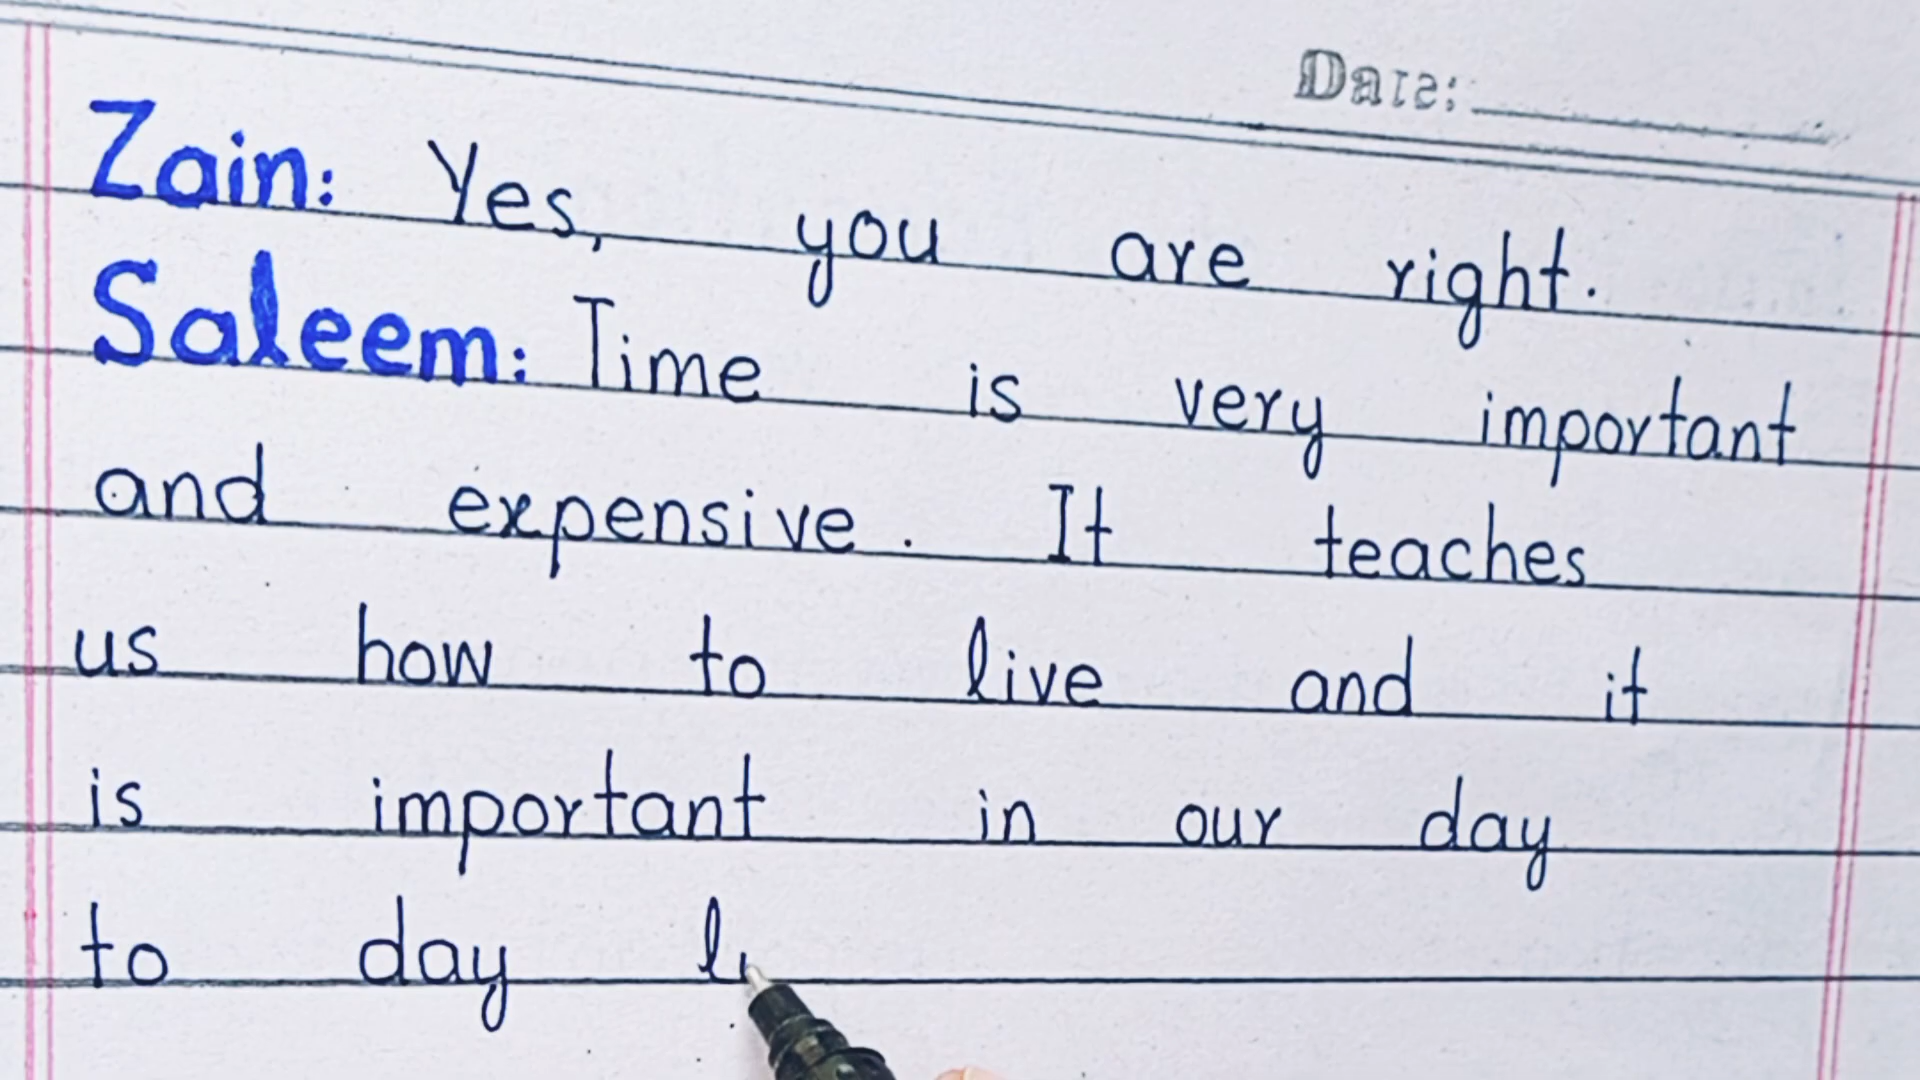 Date:
Zain: Yes, you are right.
Saleem: Time is very important
and expensive. It teaches
us how to live and it
is important in our day
to day